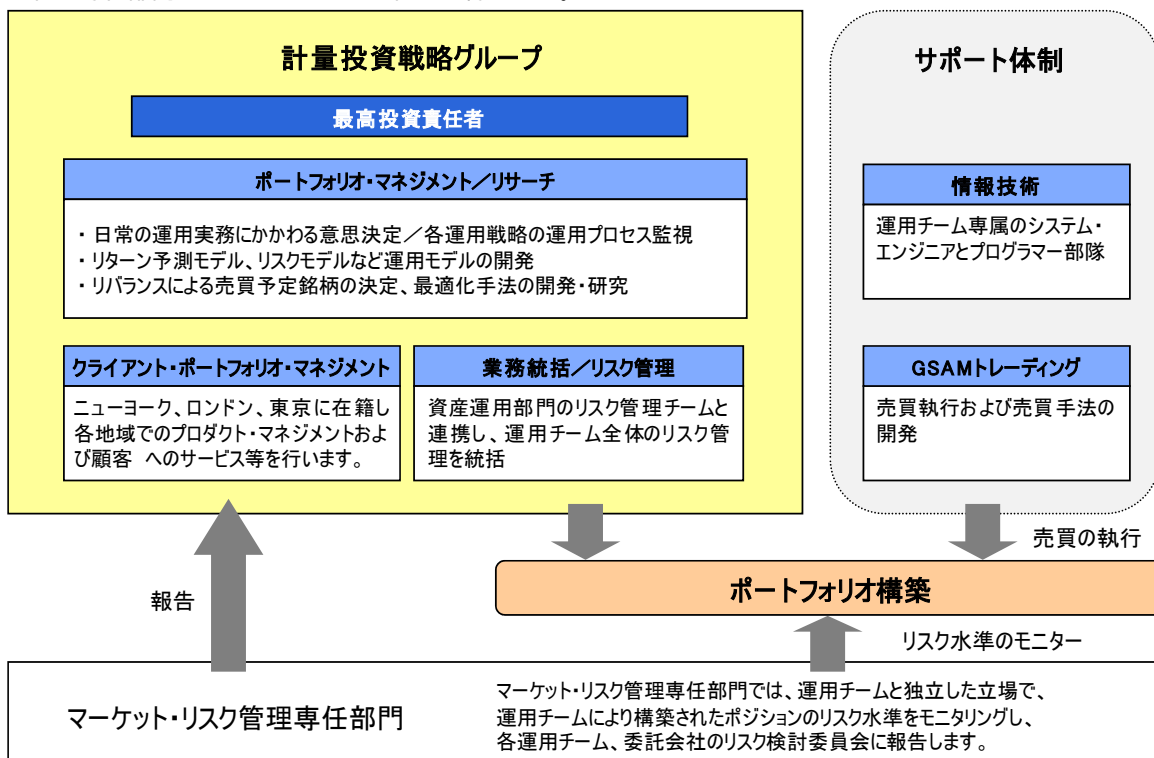 計量投資戦略グループ
最高投資責任者
ポートフォリオ・マネジメント／リサーチ
・ 日常の運用実務にかかわる意思決定／各運用戦略の運用プロセス監視
・ リターン予測モデル、リスクモデルなど運用モデルの開発
・ リバランスによる売買予定銘柄の決定、最適化手法の開発・研究
クライアント・ポートフォリオ・マネジメント
ニューヨーク、ロンドン、東京に在籍し
各地域でのプロダクト・マネジメントおよ
び顧客 へのサービス等を行います。
業務統括／リスク管理
資産運用部門のリスク管理チームと
連携し、運用チーム全体のリスク管
理を統括
サポート体制
情報技術
運用チーム専属のシステム・
エンジニアとプログラマー部隊
GSAMトレーディング
売買執行および売買手法の
開発
売買の執行
ポートフォリオ構築
報告
リスク水準のモニター
マーケット・リスク管理専任部門
マーケット・リスク管理専任部門では、運用チームと独立した立場で、
運用チームにより構築されたポジションのリスク水準をモニタリングし、
各運用チーム、委託会社のリスク検討委員会に報告します。